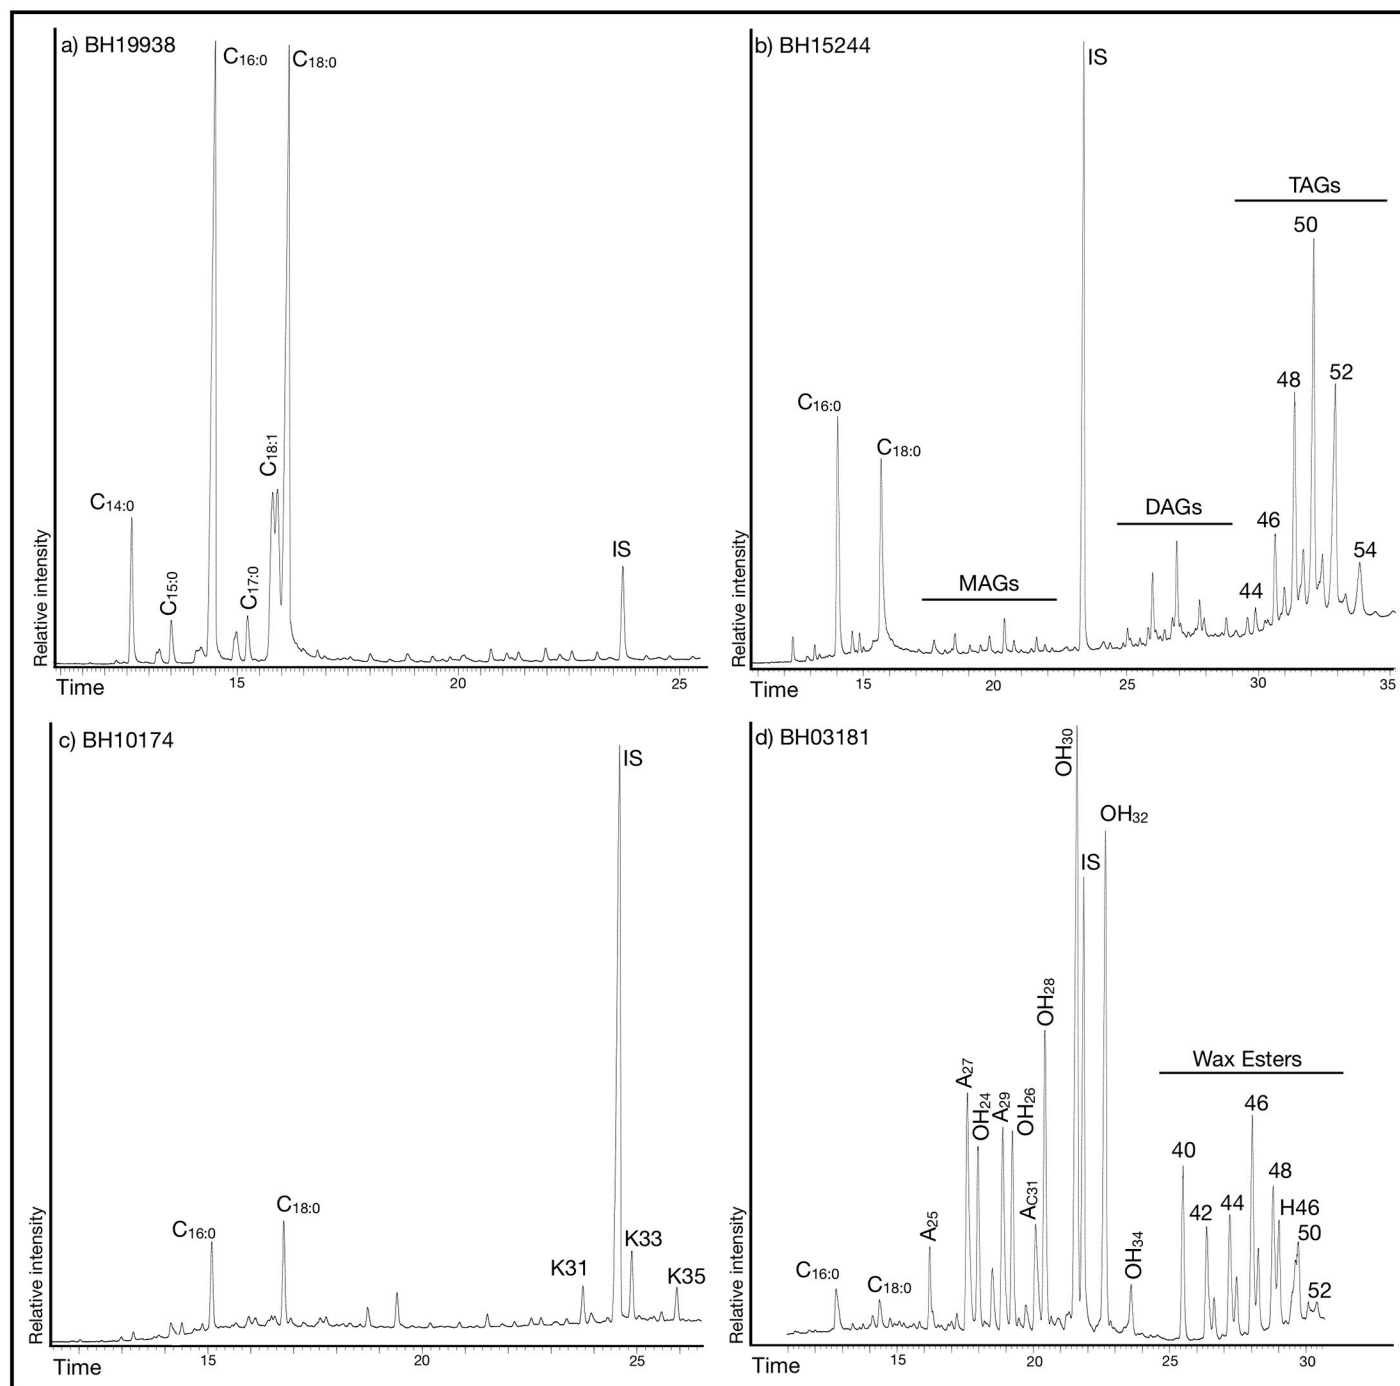 a) BH19938
C16:0
C18:0
C18:1
C14:0
C15:0
C17:0
IS
Relative intensity
Time
15
20
25
b) BH15244
IS
TAGs
50
48
52
C16:0
C18:0
DAGs
46
54
MAGs
44
Relative intensity
Time
15
20
25
30
35
c) BH10174
IS
C16:0
C18:0
K31
K33
K35
Relative intensity
Time
15
20
25
d) BH03181
OH30
OH32
IS
OH28
A27
OH24
A29
OH26
Wax Esters
46
40
48
42
44
H46
50
52
A25
AC31
OH34
C16:0
C18:0
Relative intensity
Time
15
20
25
30